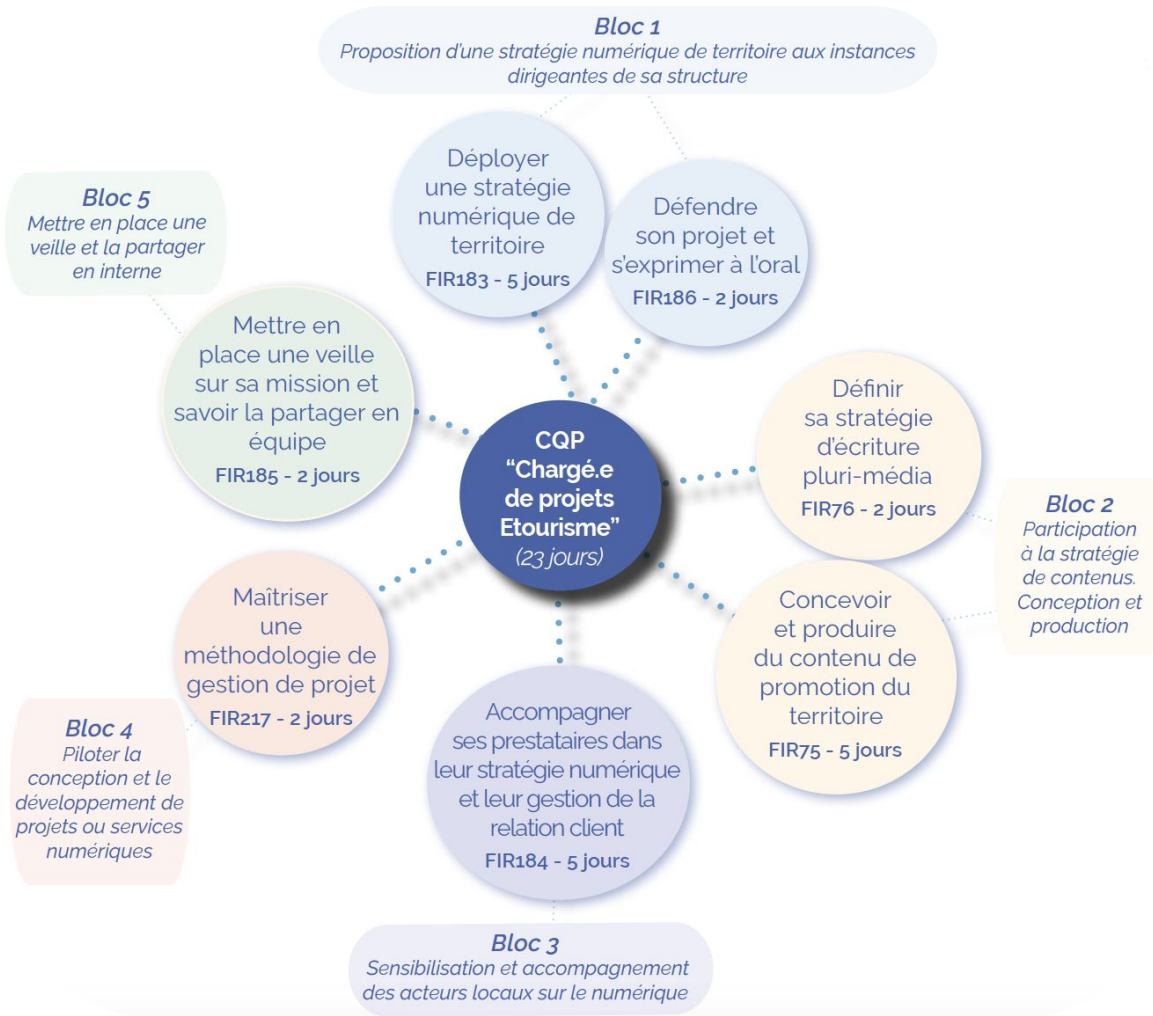 Bloc 1
Proposition d'une stratégie numérique de territoire aux instances
dirigeantes de sa structure
Déployer
une stratégie
numérique de
territoire
FIR183 - 5 jours
Défendre
son projet et
s'exprimer à l'oral
FIR186 - 2 jours
Bloc 5
Mettre en place une
veille et la partager
en interne
Mettre en
place une veille
sur sa mission et
savoir la partager en
équipe
FIR185 - 2 jours
CQP
“Chargé.e
de projets
Etourisme”
(23 jours)
Définir
sa stratégie
d'écriture
pluri-média
FIR76 - 2 jours
Bloc 2
Participation
à la stratégie
de contenus.
Conception et
production
Concevoir
et produire
du contenu de
promotion du
territoire
FIR75 - 5 jours
Accompagner
ses prestataires dans
leur stratégie numérique
et leur gestion de la
relation client
FIR184 - 5 jours
Bloc 3
Sensibilisation et accompagnement
des acteurs locaux sur le numérique
Maîtriser
une
méthodologie de
gestion de projet
FIR217 - 2 jours
Bloc 4
Piloter la
conception et le
développement de
projets ou services
numériques